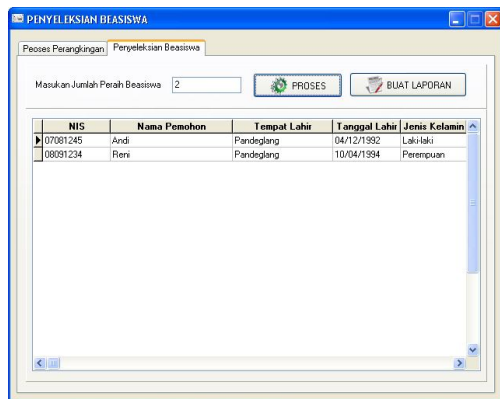 PENYELEKSIAN BEASISWA
Peoses Perangkingan Penyeleksian Beasiswa
Masukan Jumlah Peraih Beasiswa 2 PROSES BUAT LAPORAN
NIS Nama Pemohon Tempat Lahir Tanggal Lahir Jenis Kelamin
07081245 Andi Pandeglang 04/12/1992 Laki-laki
08091234 Reni Pandeglang 10/04/1994 Perempuan